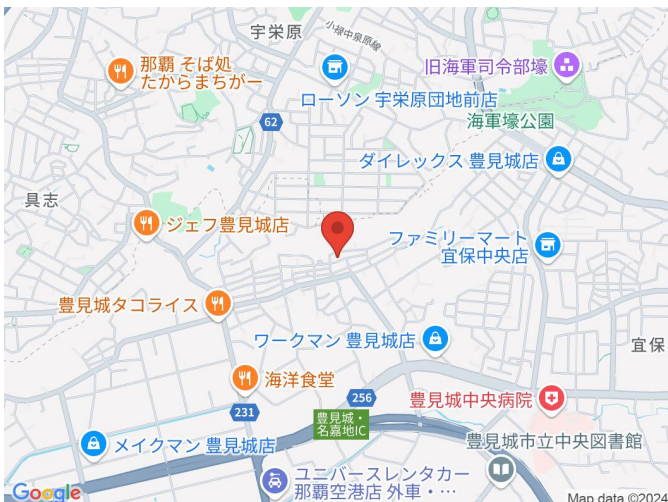 宇栄原
小禄中泉原線
那覇 そば処
たからまちがー
旧海軍司令部壕
ローソン 宇栄原団地前店
海軍壕公園
62
ダイレックス 豊見城店
具志
ジェフ豊見城店
ファミリーマート
宜保中央店
豊見城タコライス
ワークマン 豊見城店
宜保
海洋食堂
256
豊見城中央病院
231
豊見城・
名嘉地IC
メイクマン 豊見城店
豊見城市立中央図書館
ユニバースレンタカー
那覇空港店 外車・…
Google
Map data ©2024